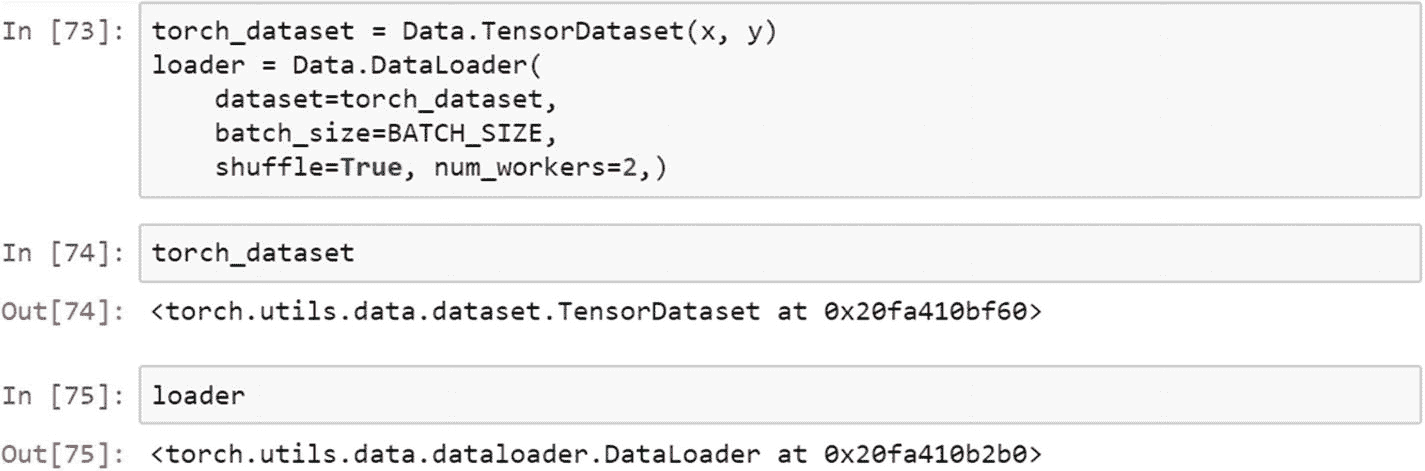 In [73]: torch_dataset = Data.TensorDataset(x, y)
loader = Data.DataLoader(
    dataset=torch_dataset,
    batch_size=BATCH_SIZE,
    shuffle=True, num_workers=2,)
In [74]: torch_dataset
Out[74]: <torch.utils.data.dataset.TensorDataset at 0x20fa410bf60>
In [75]: loader
Out[75]: <torch.utils.data.dataloader.DataLoader at 0x20fa410b2b0>